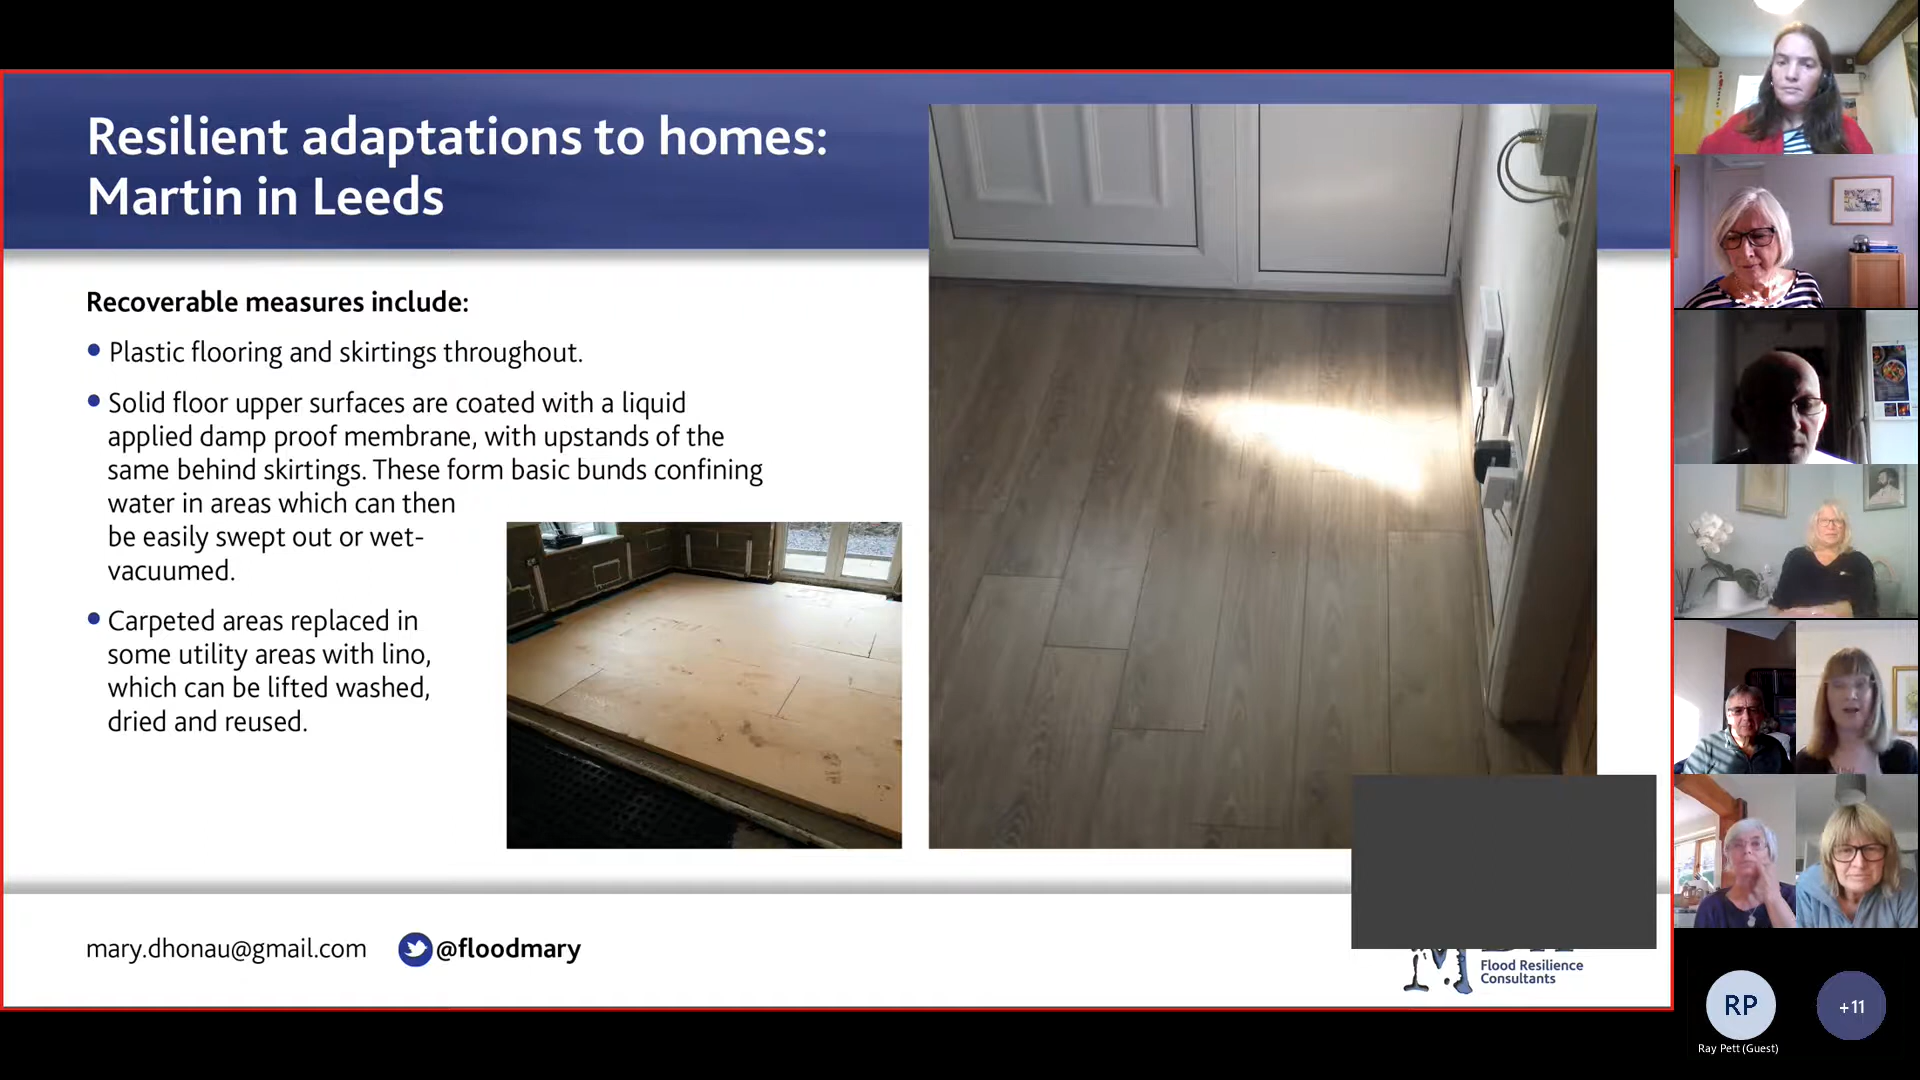 Resilient adaptations to homes:
Martin in Leeds
Recoverable measures include:
Plastic flooring and skirtings throughout.
Solid floor upper surfaces are coated with a liquid
applied damp proof membrane, with upstands of the
same behind skirtings. These form basic bunds confining
water in areas which can then
be easily swept out or wet-
vacuumed.
Carpeted areas replaced in
some utility areas with lino,
which can be lifted washed,
dried and reused.
mary.dhonau@gmail.com
@floodmary
Flood Resilience
Consultants
RP
+11
Ray Pett (Guest)